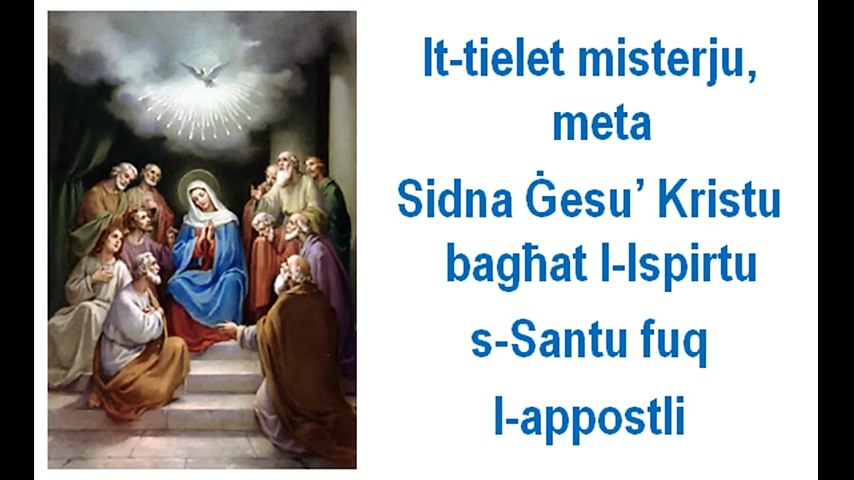 It-tielet misterju,
meta
Sidna Ġesu’ Kristu
bagħat l-Ispirtu
s-Santu fuq
l-appostli